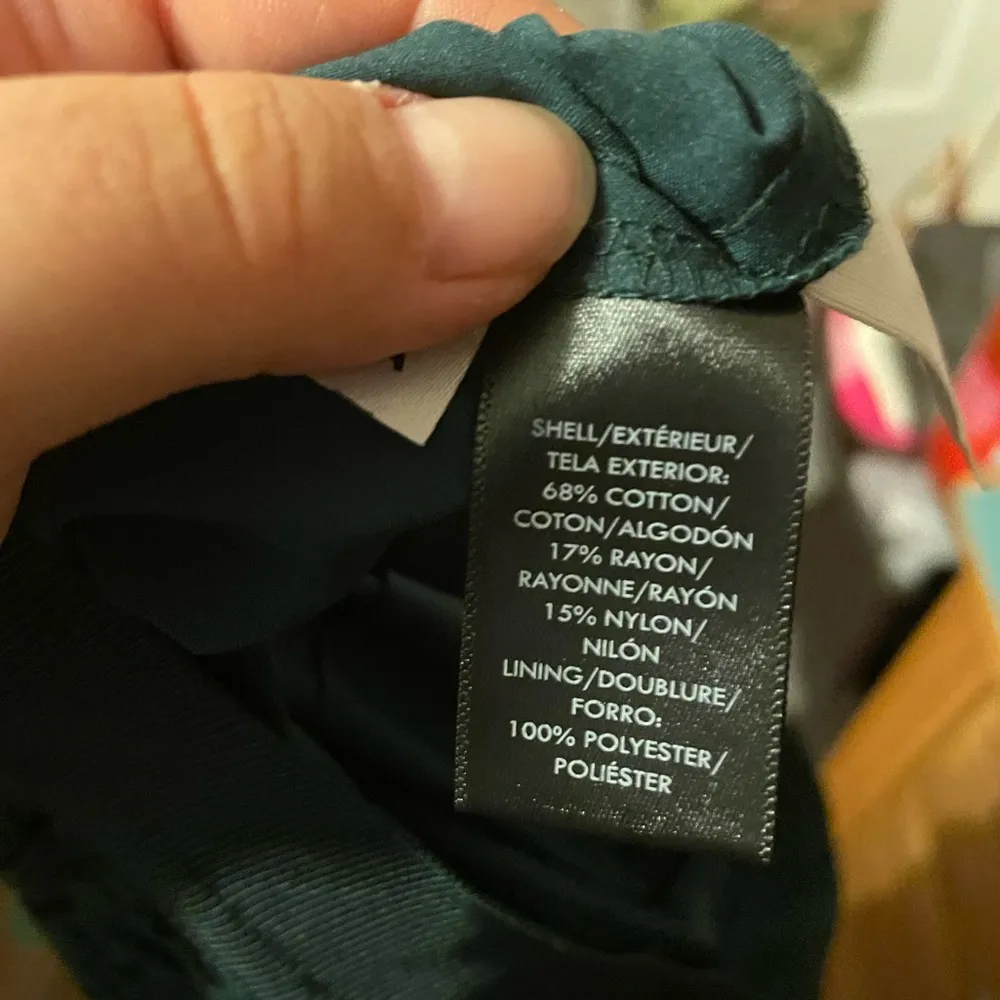 SHELL/EXTÉRIEUR/
TELA EXTERIOR:
68% COTTON/
COTON/ALGODÓN
17% RAYON/
RAYONNE/RAYÓN
15% NYLON/
NILÓN
LINING/DOUBLURE/
FORRO:
100% POLYESTER/
POLIÉSTER